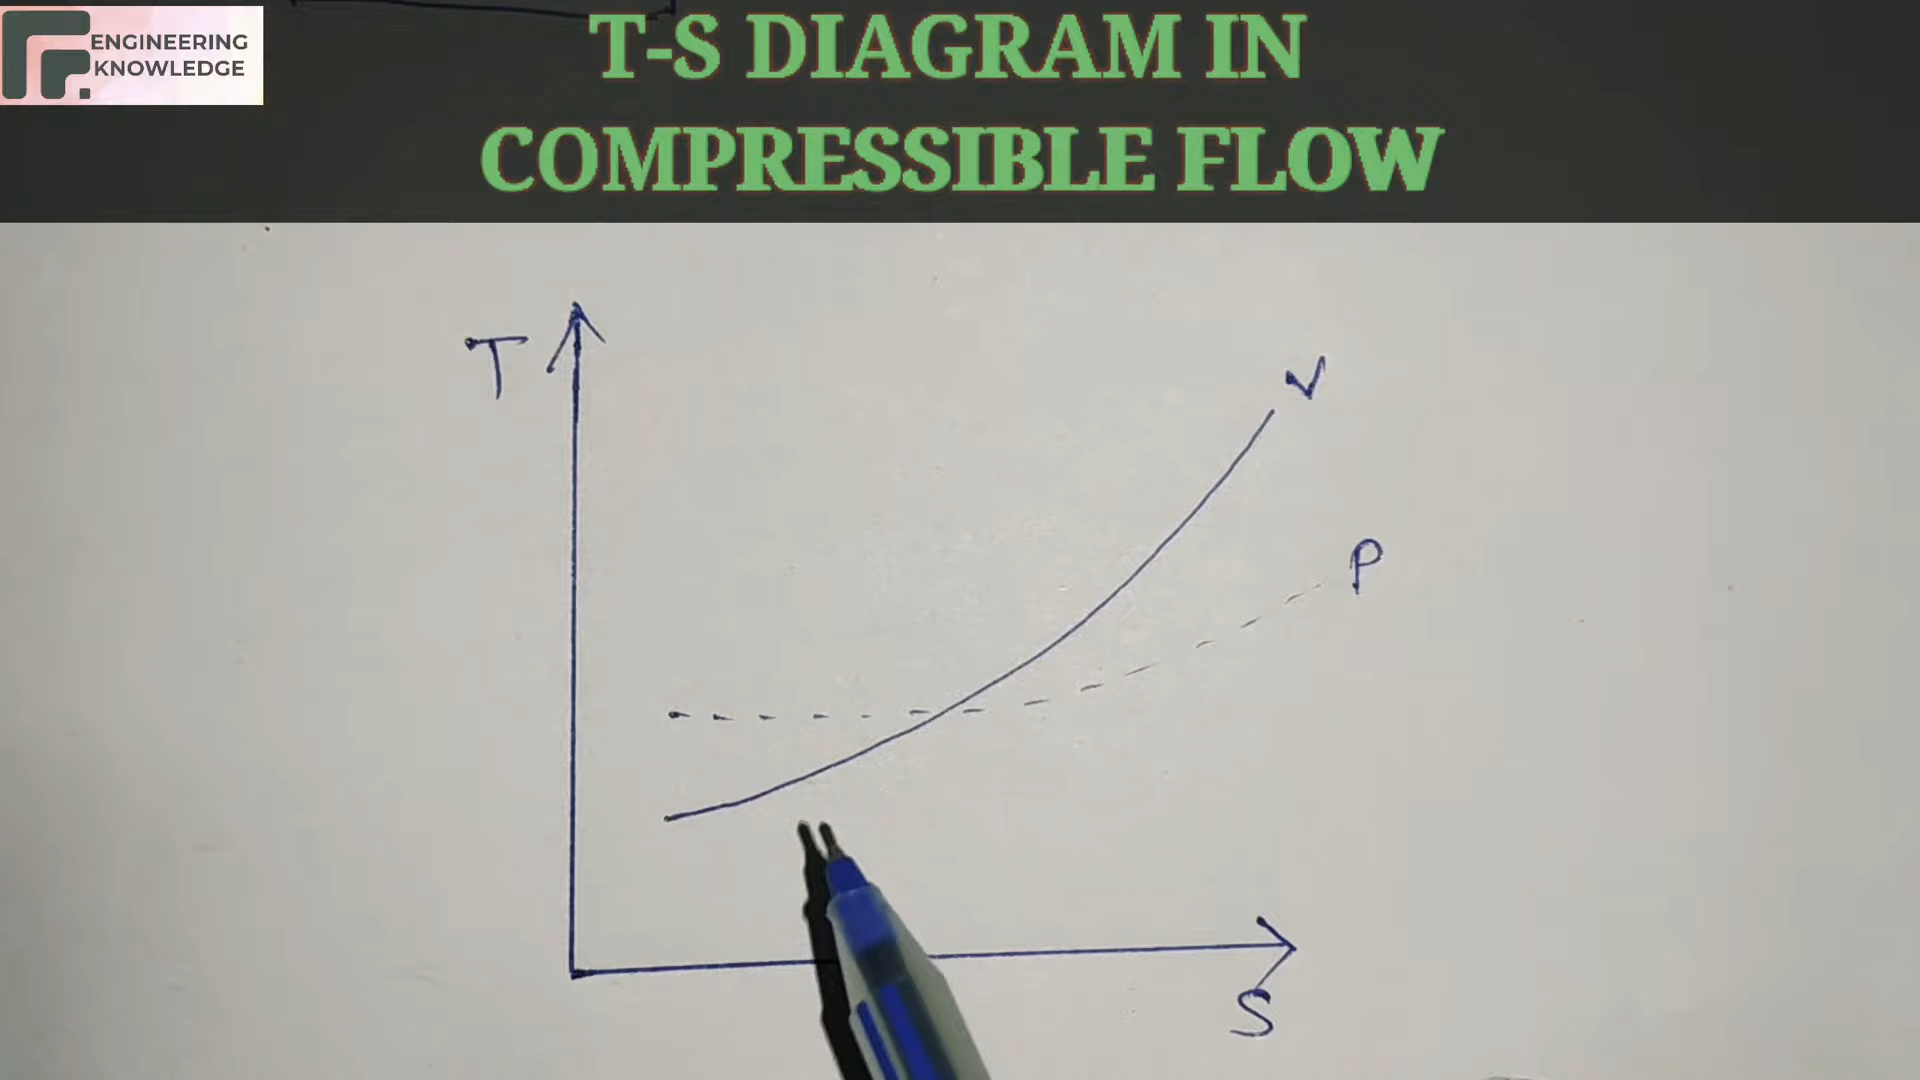 ENGINEERING
KNOWLEDGE
T-S DIAGRAM IN
COMPRESSIBLE FLOW
T
V
P
S